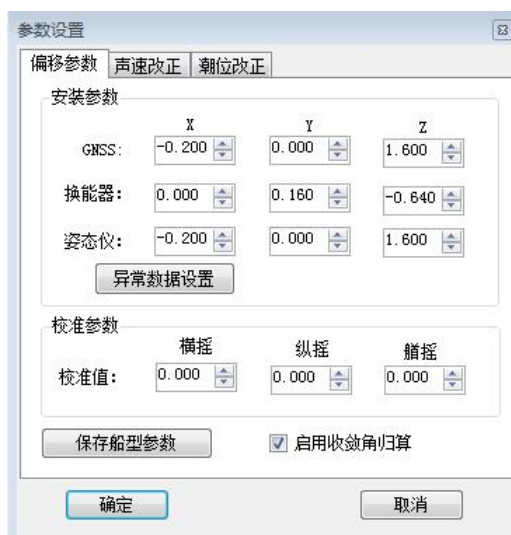 参数设置
偏移参数 声速改正 潮位改正
安装参数
X Y Z
GNSS: -0.200 0.000 1.600
换能器: 0.000 0.160 -0.640
姿态仪: -0.200 0.000 1.600
异常数据设置
校准参数
横摇 纵摇 艏摇
校准值: 0.000 0.000 0.000
保存船型参数 启用收敛角归算
确定 取消